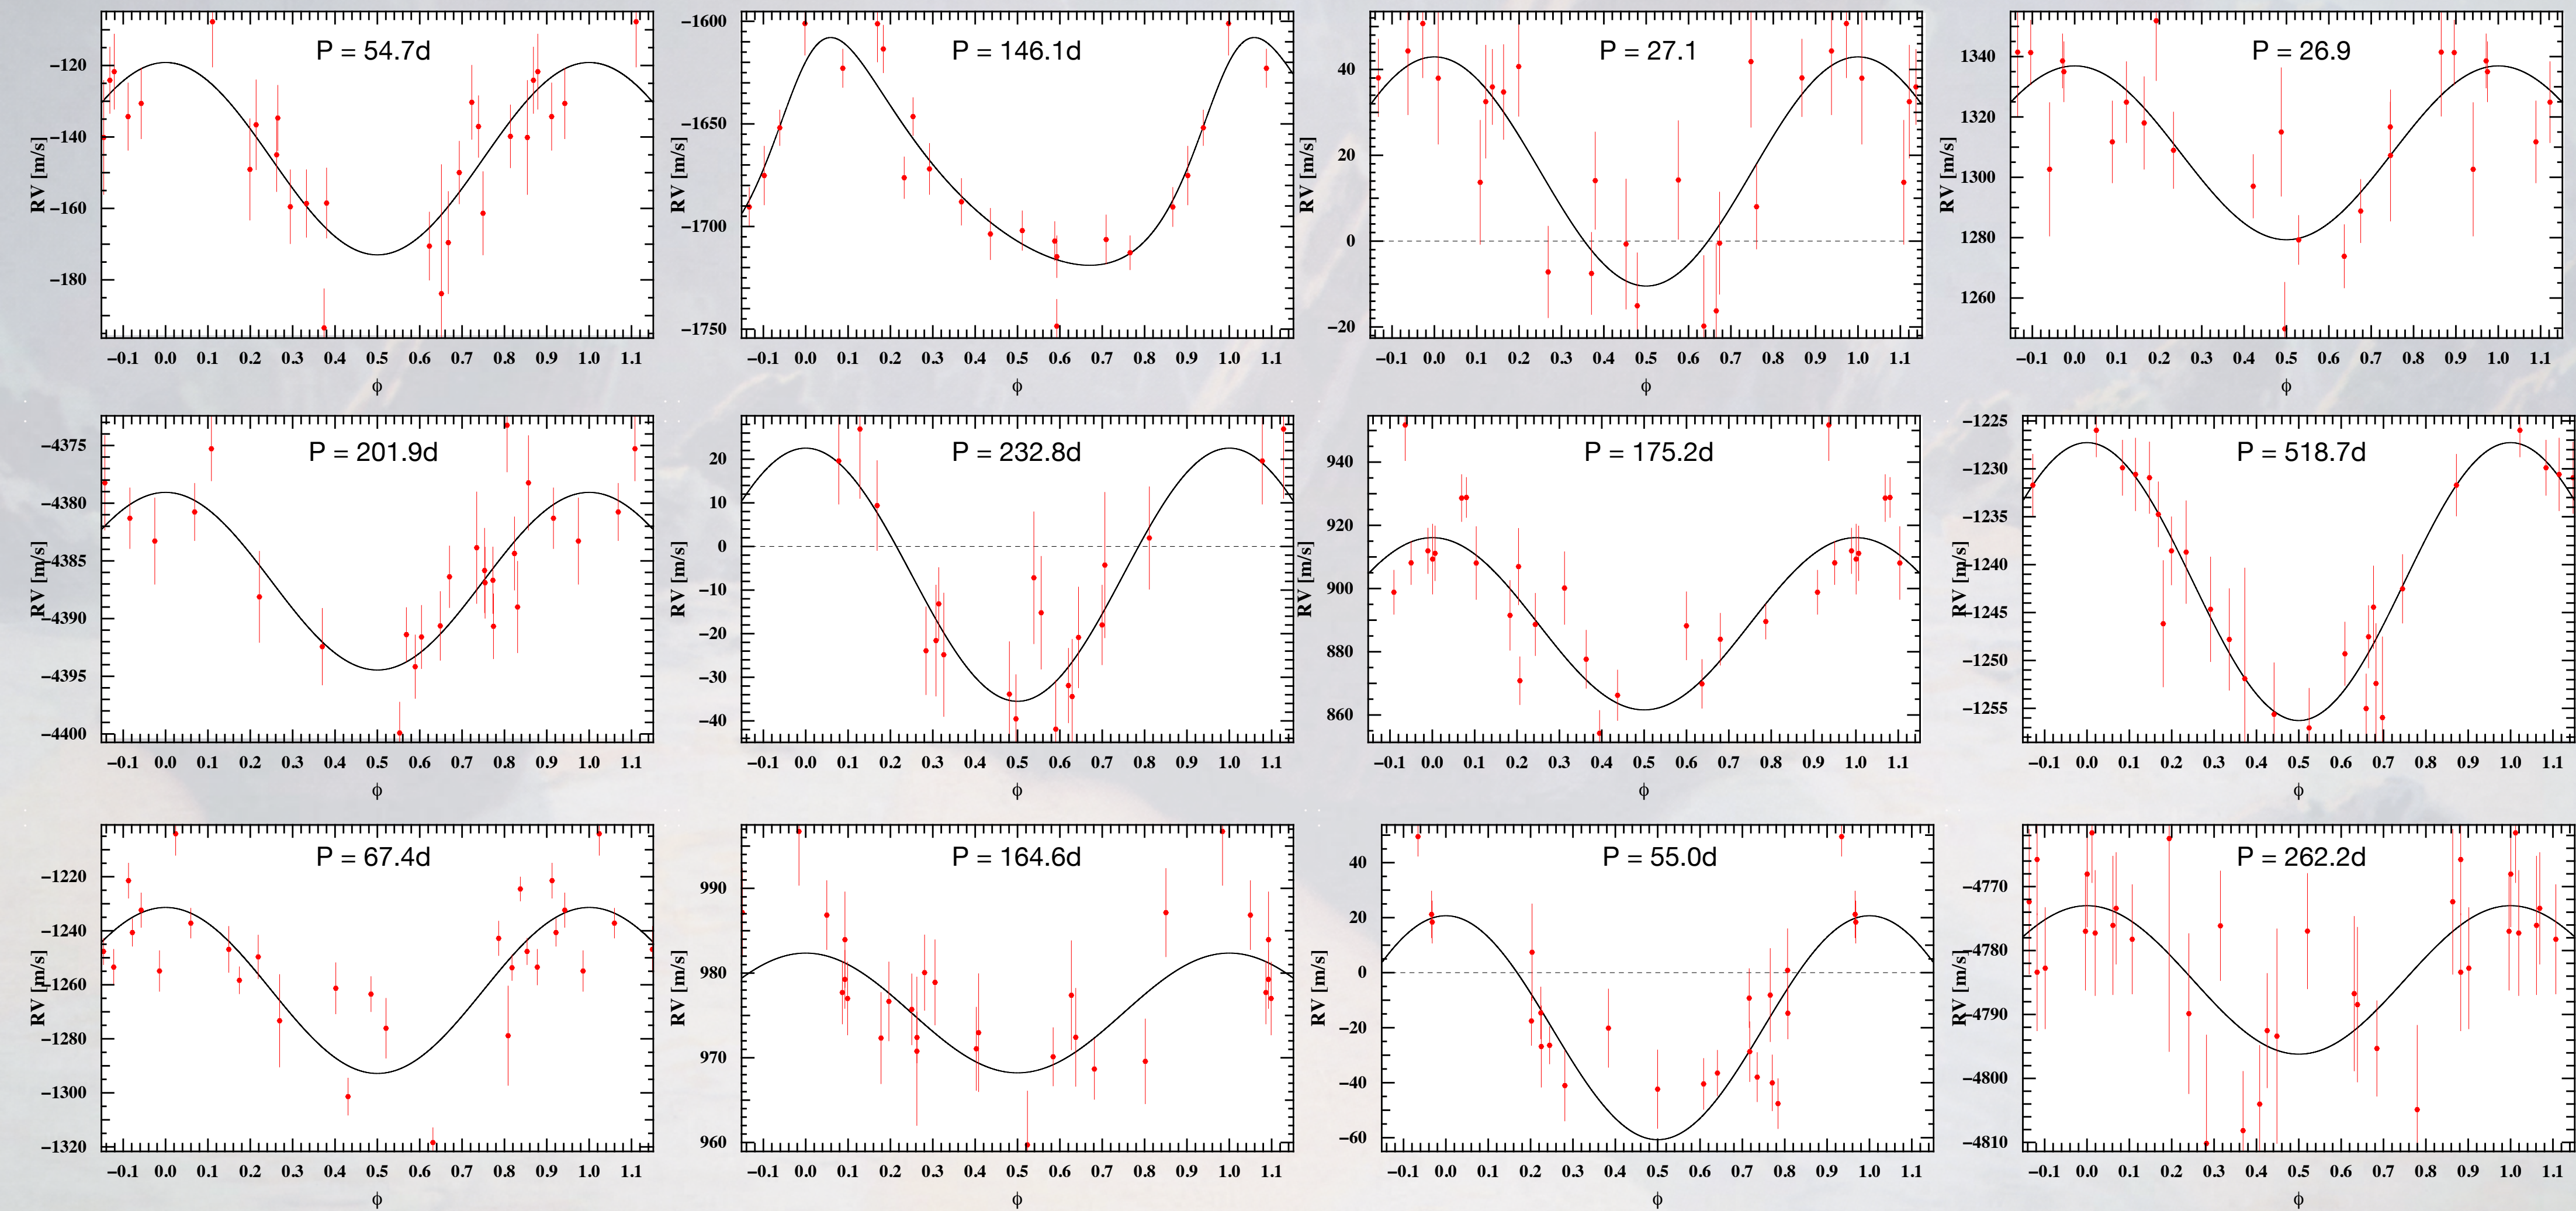 P = 54.7d
RV [m/s]
−120
−140
−160
−180
−0.1 0.0 0.1 0.2 0.3 0.4 0.5 0.6 0.7 0.8 0.9 1.0 1.1
ϕ
P = 146.1d
RV [m/s]
−1600
−1650
−1700
−1750
−0.1 0.0 0.1 0.2 0.3 0.4 0.5 0.6 0.7 0.8 0.9 1.0 1.1
ϕ
P = 27.1
RV [m/s]
40
20
0
−20
−0.1 0.0 0.1 0.2 0.3 0.4 0.5 0.6 0.7 0.8 0.9 1.0 1.1
ϕ
P = 26.9
RV [m/s]
1340
1320
1300
1280
1260
−0.1 0.0 0.1 0.2 0.3 0.4 0.5 0.6 0.7 0.8 0.9 1.0 1.1
ϕ
P = 201.9d
RV [m/s]
−4375
−4380
−4385
−4390
−4395
−4400
−0.1 0.0 0.1 0.2 0.3 0.4 0.5 0.6 0.7 0.8 0.9 1.0 1.1
ϕ
P = 232.8d
RV [m/s]
20
10
0
−10
−20
−30
−40
−0.1 0.0 0.1 0.2 0.3 0.4 0.5 0.6 0.7 0.8 0.9 1.0 1.1
ϕ
P = 175.2d
RV [m/s]
940
920
900
880
860
−0.1 0.0 0.1 0.2 0.3 0.4 0.5 0.6 0.7 0.8 0.9 1.0 1.1
ϕ
P = 518.7d
RV [m/s]
−1225
−1230
−1235
−1240
−1245
−1250
−1255
−0.1 0.0 0.1 0.2 0.3 0.4 0.5 0.6 0.7 0.8 0.9 1.0 1.1
ϕ
P = 67.4d
RV [m/s]
−1220
−1240
−1260
−1280
−1300
−1320
−0.1 0.0 0.1 0.2 0.3 0.4 0.5 0.6 0.7 0.8 0.9 1.0 1.1
ϕ
P = 164.6d
RV [m/s]
990
980
970
960
−0.1 0.0 0.1 0.2 0.3 0.4 0.5 0.6 0.7 0.8 0.9 1.0 1.1
ϕ
P = 55.0d
RV [m/s]
40
20
0
−20
−40
−60
−0.1 0.0 0.1 0.2 0.3 0.4 0.5 0.6 0.7 0.8 0.9 1.0 1.1
ϕ
P = 262.2d
RV [m/s]
−4770
−4780
−4790
−4800
−4810
−0.1 0.0 0.1 0.2 0.3 0.4 0.5 0.6 0.7 0.8 0.9 1.0 1.1
ϕ